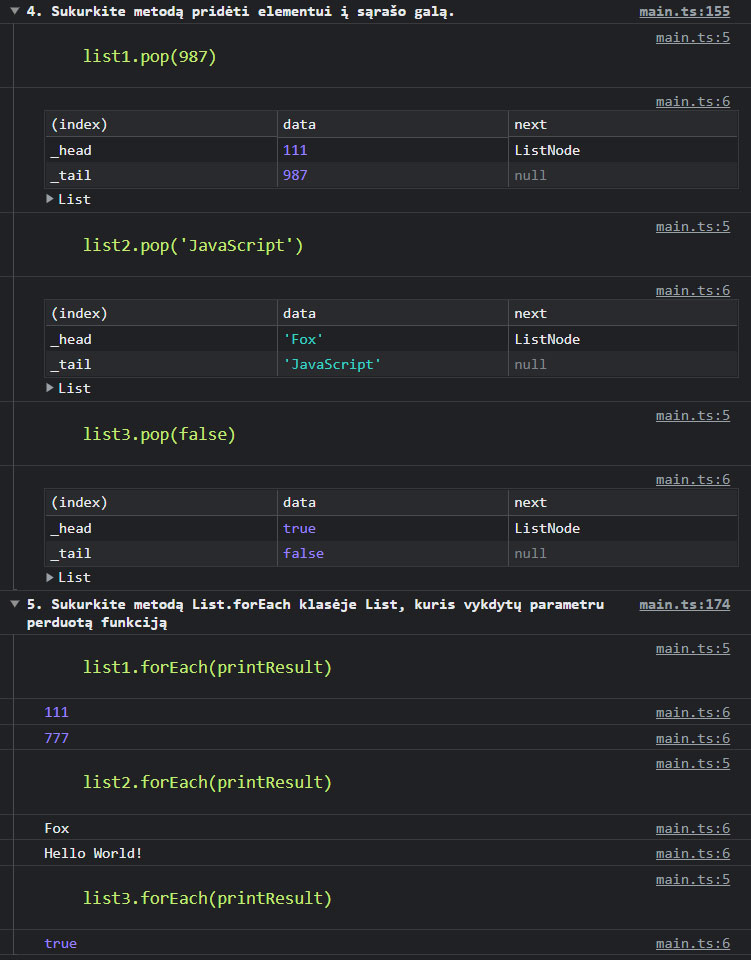 4. Sukurkite metodą pridėti elementui į sąrašo galą. main.ts:155
main.ts:5
list1.pop(987)
main.ts:6
(index) data next
_head 111 ListNode
_tail 987 null
List
main.ts:5
list2.pop('JavaScript')
main.ts:6
(index) data next
_head 'Fox' ListNode
_tail 'JavaScript' null
List
main.ts:5
list3.pop(false)
main.ts:6
(index) data next
_head true ListNode
_tail false null
List
5. Sukurkite metodą List.forEach klasėje List, kuris vykdytų parametru main.ts:174
perduotą funkciją
main.ts:5
list1.forEach(printResult)
111 main.ts:6
777 main.ts:6
main.ts:5
list2.forEach(printResult)
Fox main.ts:6
Hello World! main.ts:6
main.ts:5
list3.forEach(printResult)
true main.ts:6